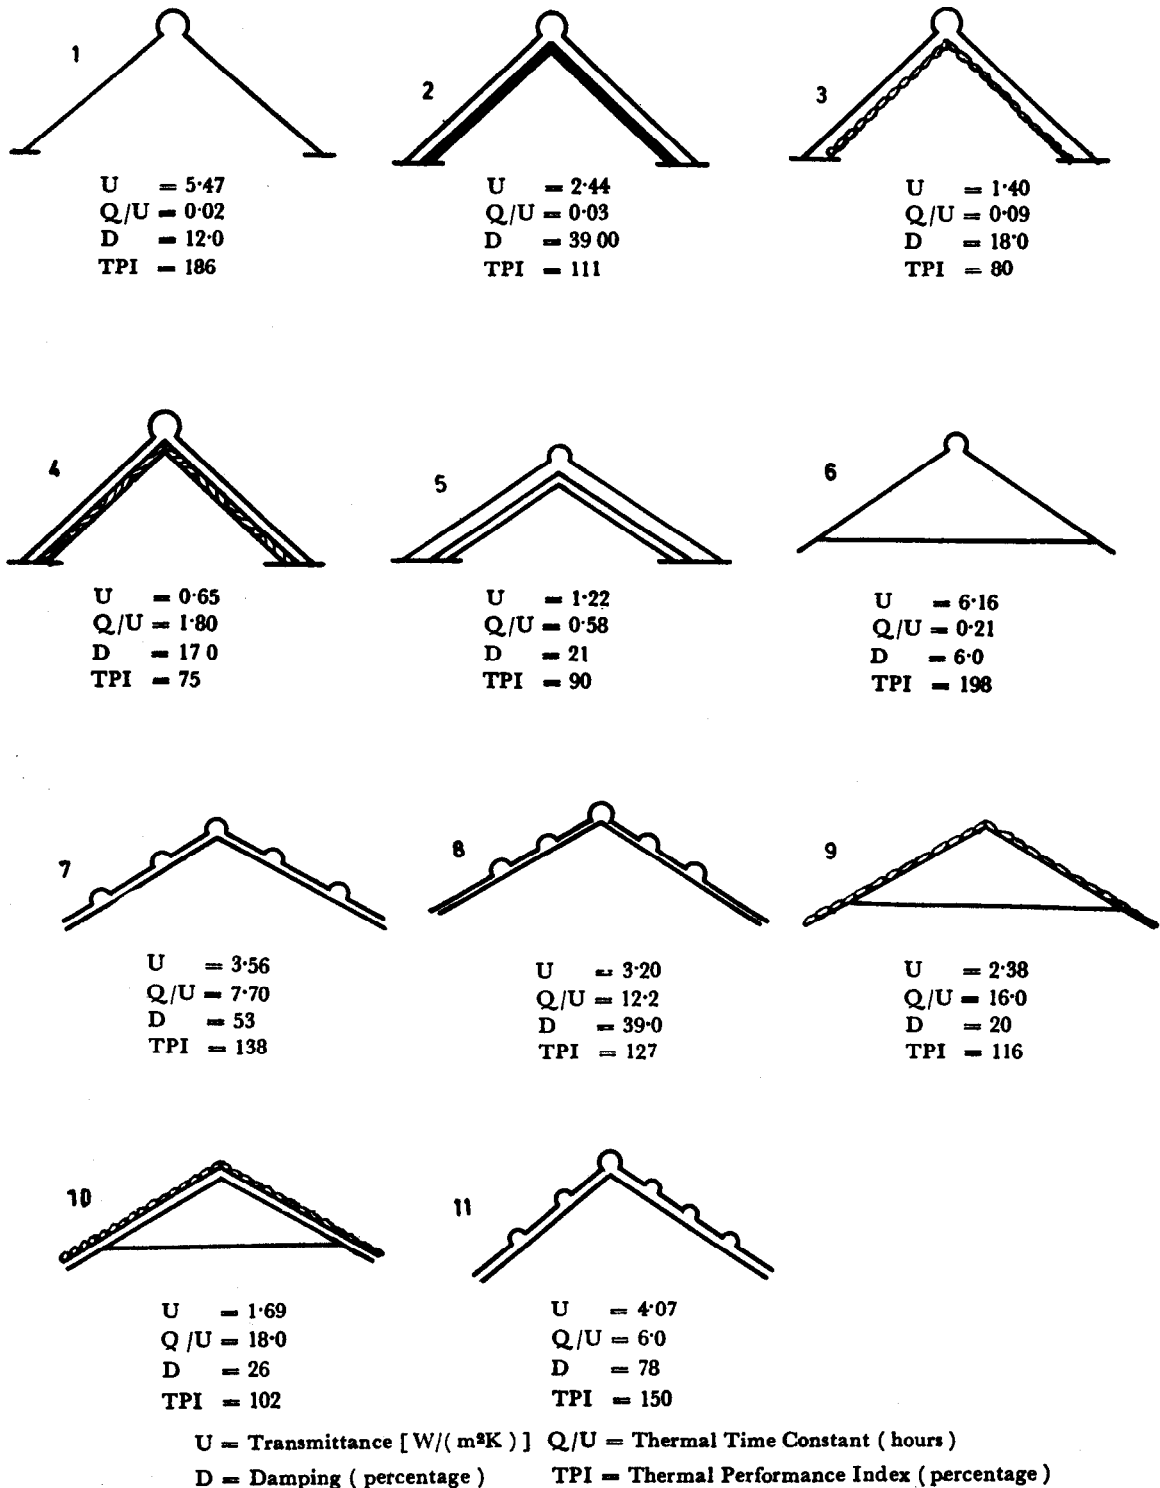 1
U = 5·47
Q/U = 0·02
D = 12·0
TPI = 186
2
U = 2·44
Q/U = 0·03
D = 39 00
TPI = 111
3
U = 1·40
Q/U = 0·09
D = 18·0
TPI = 80
4
U = 0·65
Q/U = 1·80
D = 17 0
TPI = 75
5
U = 1·22
Q/U = 0·58
D = 21
TPI = 90
6
U = 6·16
Q/U = 0·21
D = 6·0
TPI = 198
7
U = 3·56
Q/U = 7·70
D = 53
TPI = 138
8
U = 3·20
Q/U = 12·2
D = 39·0
TPI = 127
9
U = 2·38
Q/U = 16·0
D = 20
TPI = 116
10
U = 1·69
Q/U = 18·0
D = 26
TPI = 102
11
U = 4·07
Q/U = 6·0
D = 78
TPI = 150
U = Transmittance [ W/( m²K ) ] Q/U = Thermal Time Constant ( hours )
D = Damping ( percentage ) TPI = Thermal Performance Index ( percentage )